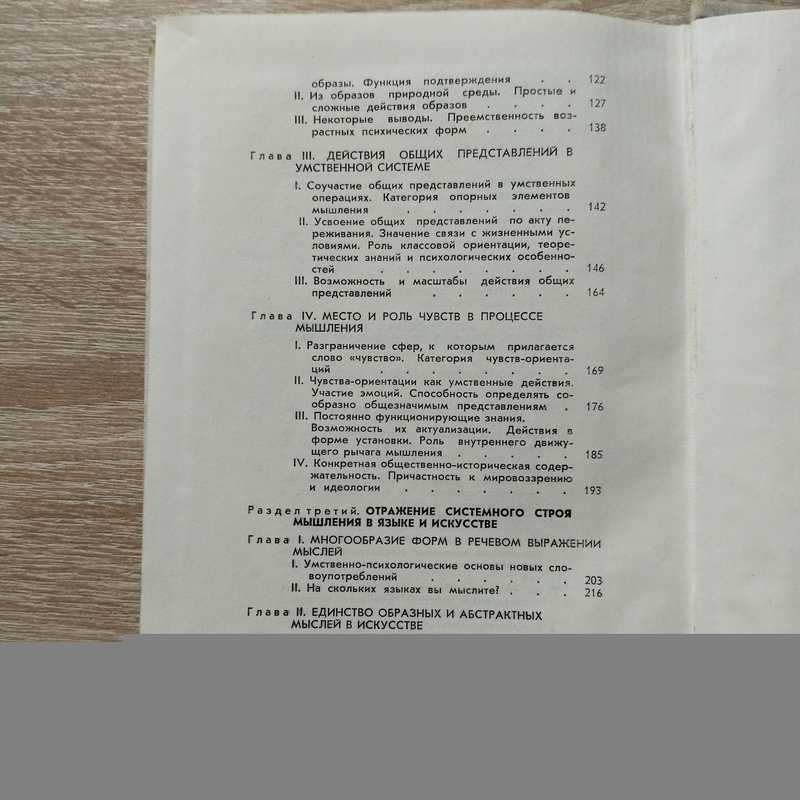 образы. Функция подтверждения . . 122
II. Из образов природной среды. Простые и
сложные действия образов . . . . 127
III. Некоторые выводы. Преемственность воз-
растных психических форм . . . . 138
Глава III. ДЕЙСТВИЯ ОБЩИХ ПРЕДСТАВЛЕНИЙ В
УМСТВЕННОЙ СИСТЕМЕ
I. Соучастие общих представлений в умственных
операциях. Категория опорных элементов
мышления . . . . . . . 142
II. Усвоение общих представлений по акту пе-
реживания. Значение связи с жизненными ус-
ловиями. Роль классовой ориентации, теоре-
тических знаний и психологических особенно-
стей . . . . . . . . 146
III. Возможность и масштабы действия общих
представлений . . . . . . 164
Глава IV. МЕСТО И РОЛЬ ЧУВСТВ В ПРОЦЕССЕ
МЫШЛЕНИЯ
I. Разграничение сфер, к которым прилагается
слово «чувство». Категория чувств-ориента-
ций . . . . . . . . 169
II. Чувства-ориентации как умственные действия.
Участие эмоций. Способность определять со-
образно общезначимым представлениям . 176
III. Постоянно функционирующие знания.
Возможность их актуализации. Действия в
форме установки. Роль внутреннего движу-
щего рычага мышления . . . . . 185
IV. Конкретная общественно-историческая содер-
жательность. Причастность к мировоззрению
и идеологии . . . . . . . 193
Раздел третий. ОТРАЖЕНИЕ СИСТЕМНОГО СТРОЯ
МЫШЛЕНИЯ В ЯЗЫКЕ И ИСКУССТВЕ
Глава I. МНОГООБРАЗИЕ ФОРМ В РЕЧЕВОМ ВЫРАЖЕНИИ
МЫСЛЕЙ
I. Умственно-психологические основы новых сло-
воупотреблений . . . . . . 203
II. На скольких языках вы мыслите? . . . 216
Глава II. ЕДИНСТВО ОБРАЗНЫХ И АБСТРАКТНЫХ
МЫСЛЕЙ В ИСКУССТВЕ